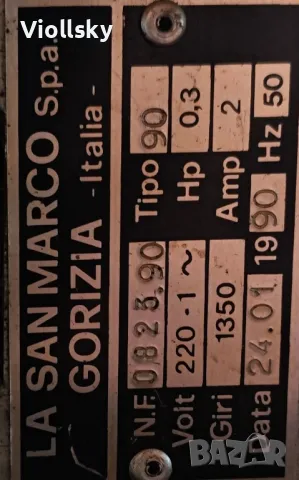 Viollsky
LA SAN MARCO S.p.a.
GORIZIA - Italia -
N.F. 0823.90 Tipo 90
Volt 220-1~ Hp 0,3
Giri 1350 Amp 2
Data 24.01 1990 Hz 50
BAZAR